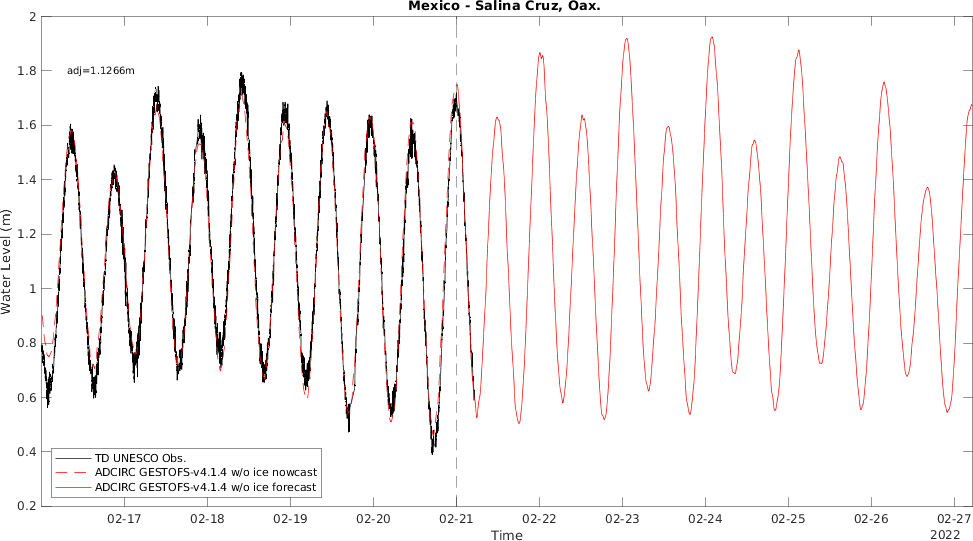 Mexico - Salina Cruz, Oax.
adj=1.1266m
2
1.8
1.6
1.4
1.2
1
0.8
0.6
0.4
0.2
Water Level (m)
TD UNESCO Obs.
ADCIRC GESTOFS-v4.1.4 w/o ice nowcast
ADCIRC GESTOFS-v4.1.4 w/o ice forecast
02-17 02-18 02-19 02-20 02-21 02-22 02-23 02-24 02-25 02-26 02-27
Time
2022